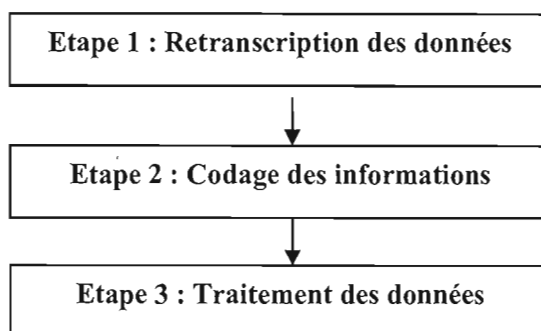 Etape 1 : Retranscription des données
Etape 2 : Codage des informations
Etape 3 : Traitement des données